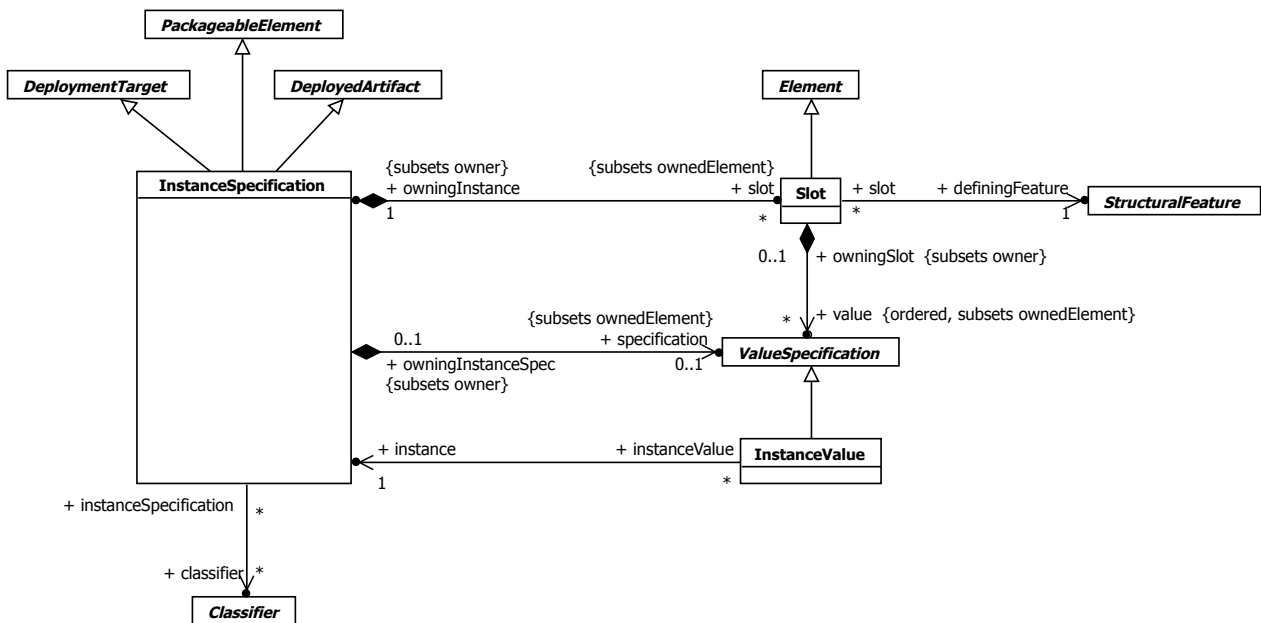 PackageableElement
DeploymentTarget
DeployedArtifact
Element
InstanceSpecification
{subsets owner}
+ owningInstance
1
{subsets ownedElement}
+ slot
*
Slot
+ slot
*
+ definingFeature
1
StructuralFeature
0..1
+ owningSlot {subsets owner}
* + value {ordered, subsets ownedElement}
{subsets ownedElement}
0..1
+ specification
+ owningInstanceSpec
0..1
{subsets owner}
ValueSpecification
+ instance
1
+ instanceValue
*
InstanceValue
+ instanceSpecification
*
+ classifier
*
Classifier